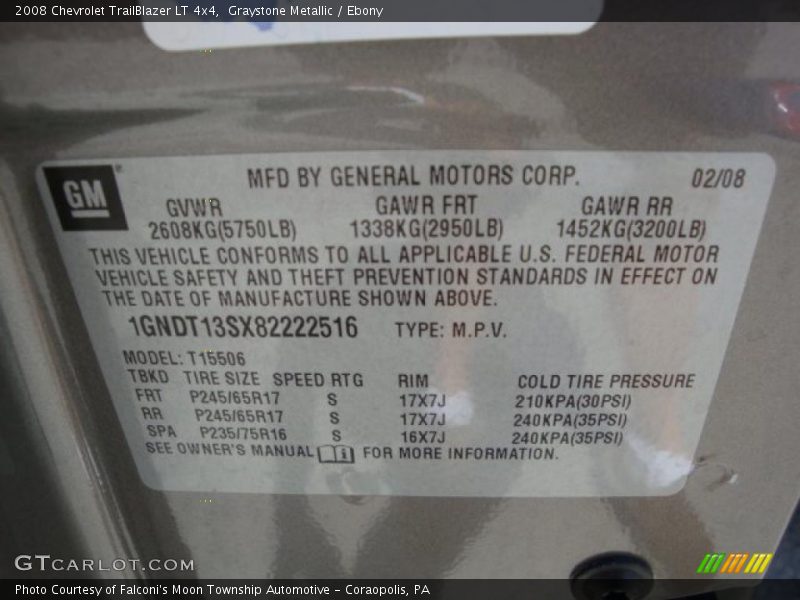 2008 Chevrolet TrailBlazer LT 4x4, Graystone Metallic / Ebony
GM
MFD BY GENERAL MOTORS CORP. 02/08
GVWR GAWR FRT GAWR RR
2608KG(5750LB) 1338KG(2950LB) 1452KG(3200LB)
THIS VEHICLE CONFORMS TO ALL APPLICABLE U.S. FEDERAL MOTOR
VEHICLE SAFETY AND THEFT PREVENTION STANDARDS IN EFFECT ON
THE DATE OF MANUFACTURE SHOWN ABOVE.
1GNDT13SX82222516 TYPE: M.P.V.
MODEL: T15506
TBKD TIRE SIZE SPEED RTG RIM COLD TIRE PRESSURE
FRT P245/65R17 S 17X7J 210KPA(30PSI)
RR P245/65R17 S 17X7J 240KPA(35PSI)
SPA P235/75R16 S 16X7J 240KPA(35PSI)
SEE OWNER'S MANUAL i FOR MORE INFORMATION.
GTCARLOT.COM
Photo Courtesy of Falconi's Moon Township Automotive - Coraopolis, PA